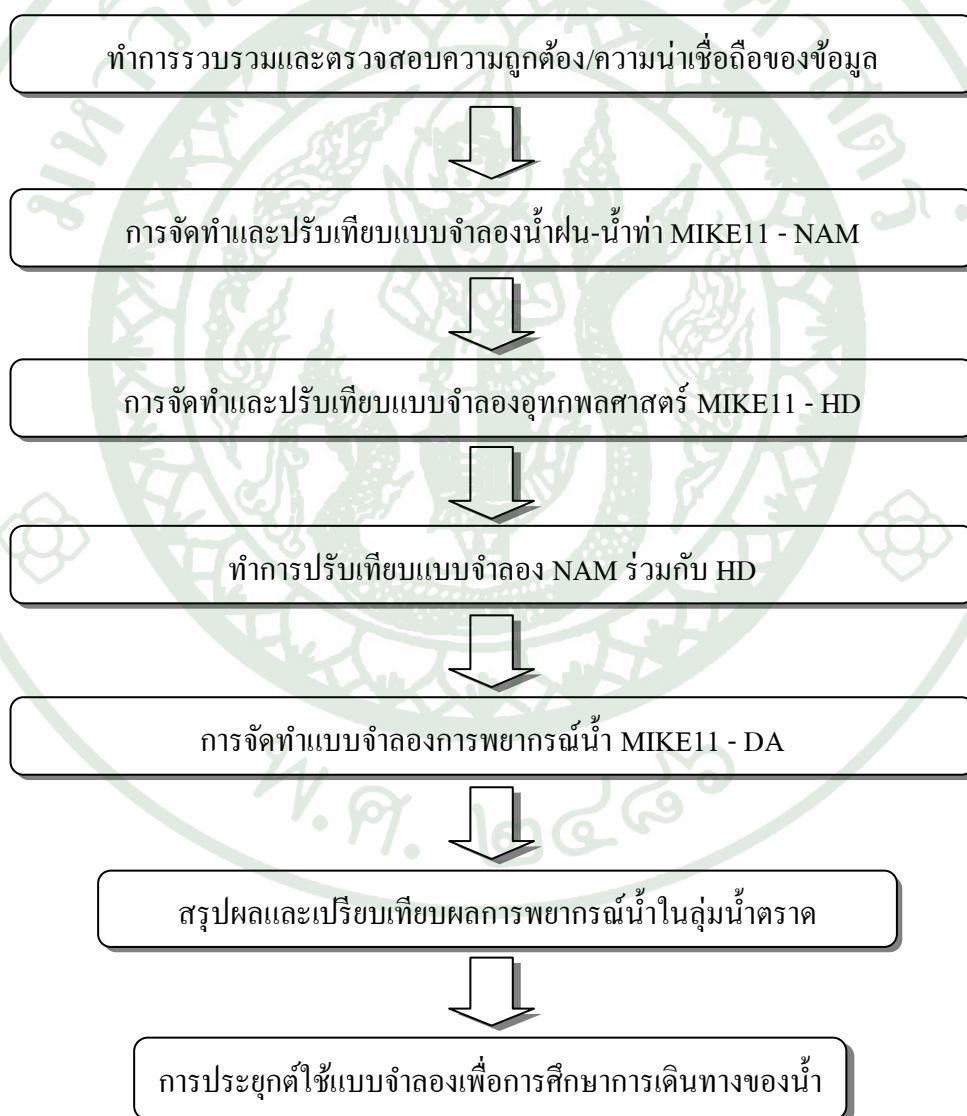 ทำการรวบรวมและตรวจสอบความถูกต้อง/ความน่าเชื่อถือของข้อมูล
การจัดทำและปรับเทียบแบบจำลองน้ำฝน-น้ำท่า MIKE11 - NAM
การจัดทำและปรับเทียบแบบจำลองอุทกพลศาสตร์ MIKE11 - HD
ทำการปรับเทียบแบบจำลอง NAM ร่วมกับ HD
การจัดทำแบบจำลองการพยากรณ์น้ำ MIKE11 - DA
พ.ศ. ๒๔๘๖
สรุปผลและเปรียบเทียบผลการพยากรณ์น้ำในลุ่มน้ำตราด
การประยุกต์ใช้แบบจำลองเพื่อการศึกษาการเดินทางของน้ำ